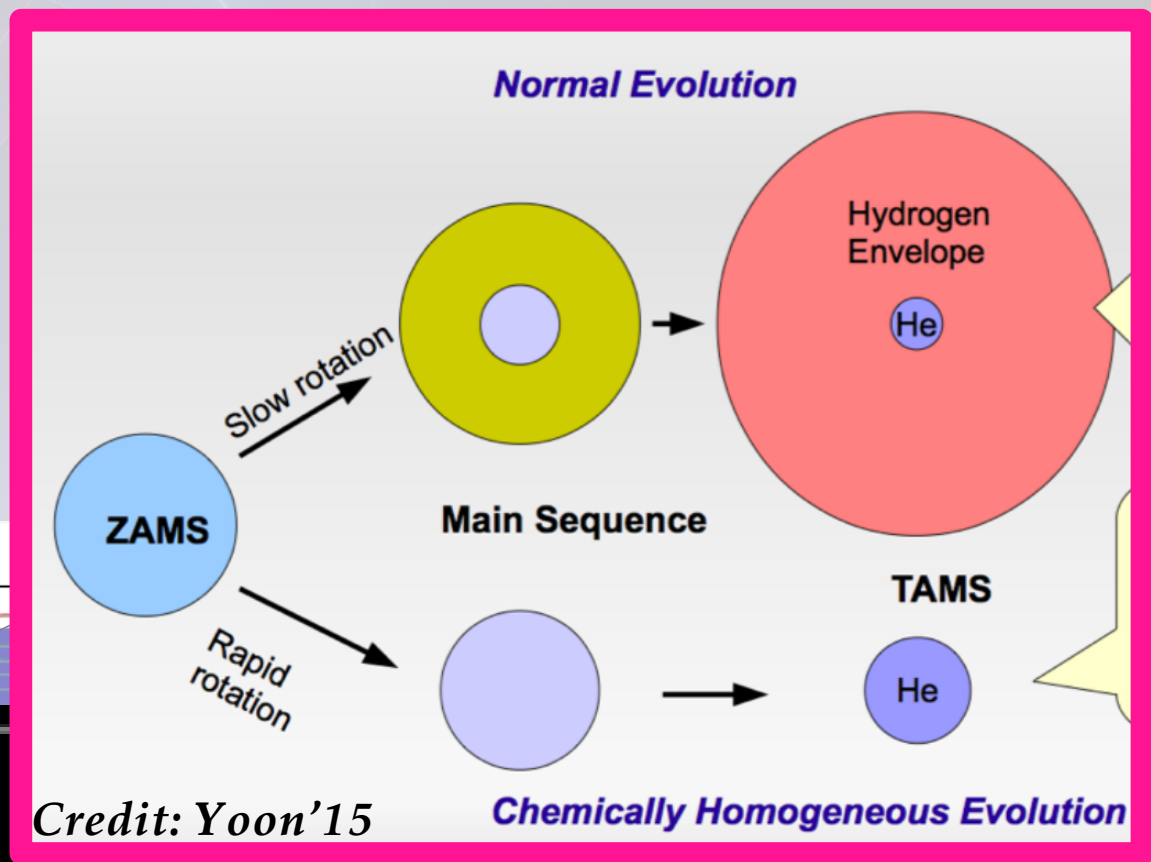 Normal Evolution
Hydrogen
Envelope
He
Slow rotation
ZAMS
Main Sequence
TAMS
Rapid
rotation
He
Credit: Yoon'15
Chemically Homogeneous Evolution